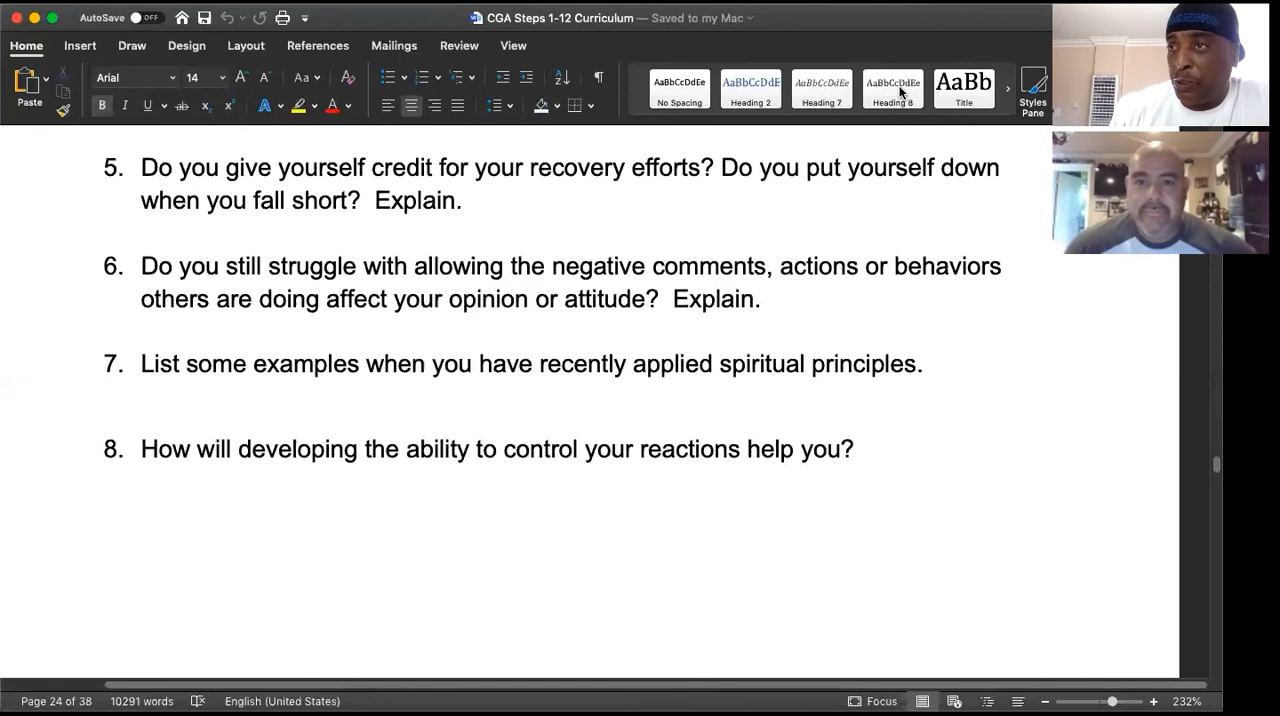 AutoSave OFF CGA Steps 1-12 Curriculum — Saved to my Mac
Home Insert Draw Design Layout References Mailings Review View
Arial 14 Aa AaBbCcDdEe AaBbCcDdE AaBbCcDdEe AaBbCcDdEe AaBb
Paste B I U ab x₂ x² A A No Spacing Heading 2 Heading 7 Heading 8 Title Styles Pane
5. Do you give yourself credit for your recovery efforts? Do you put yourself down
when you fall short?  Explain.
6. Do you still struggle with allowing the negative comments, actions or behaviors
others are doing affect your opinion or attitude?  Explain.
7. List some examples when you have recently applied spiritual principles.
8. How will developing the ability to control your reactions help you?
Page 24 of 38 10291 words English (United States) Focus 232%